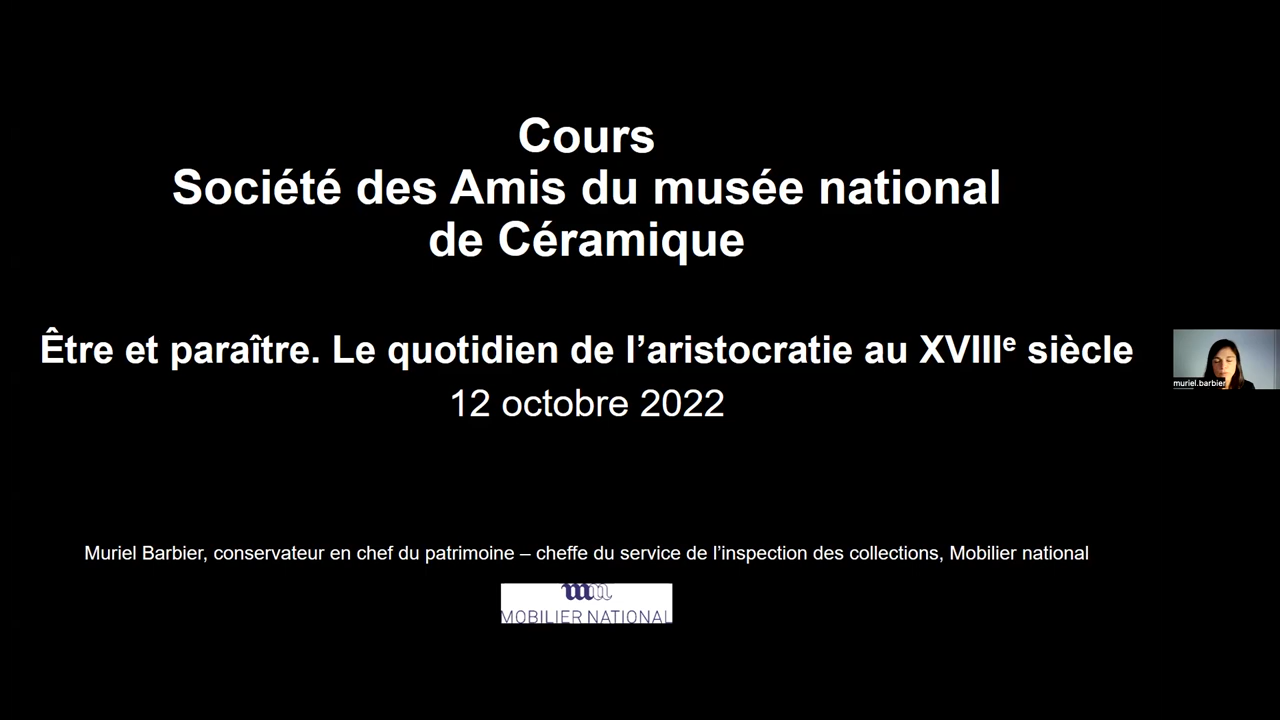 Cours
Société des Amis du musée national
de Céramique
Être et paraître. Le quotidien de l’aristocratie au XVIIIe siècle
12 octobre 2022
muriel.barbier
Muriel Barbier, conservateur en chef du patrimoine – cheffe du service de l’inspection des collections, Mobilier national
mn
MOBILIER NATIONAL